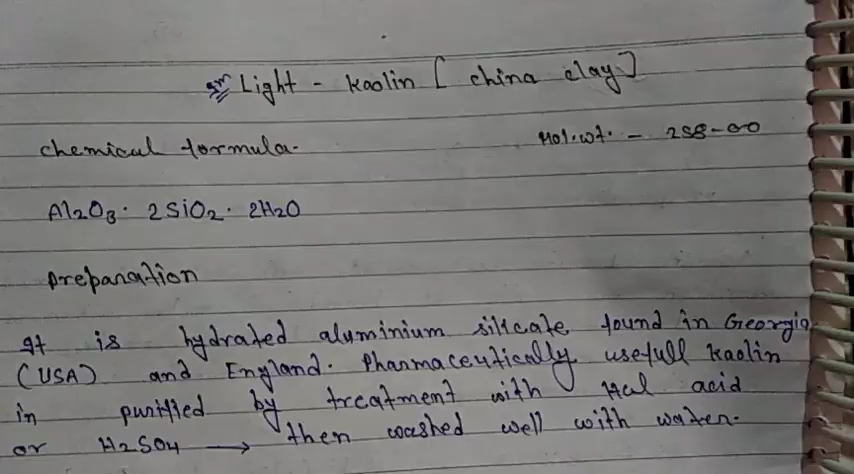 Light - kaolin [ china clay ]
chemical formula.
Mol.wt. - 258-00
Al2O3. 2SiO2. 2H2O
preparation
It is hydrated aluminium silicate found in Georgia
(USA) and England. Pharmaceutically usefull kaolin
in purified by treatment with Hcl acid
or H2SO4 → then washed well with water.